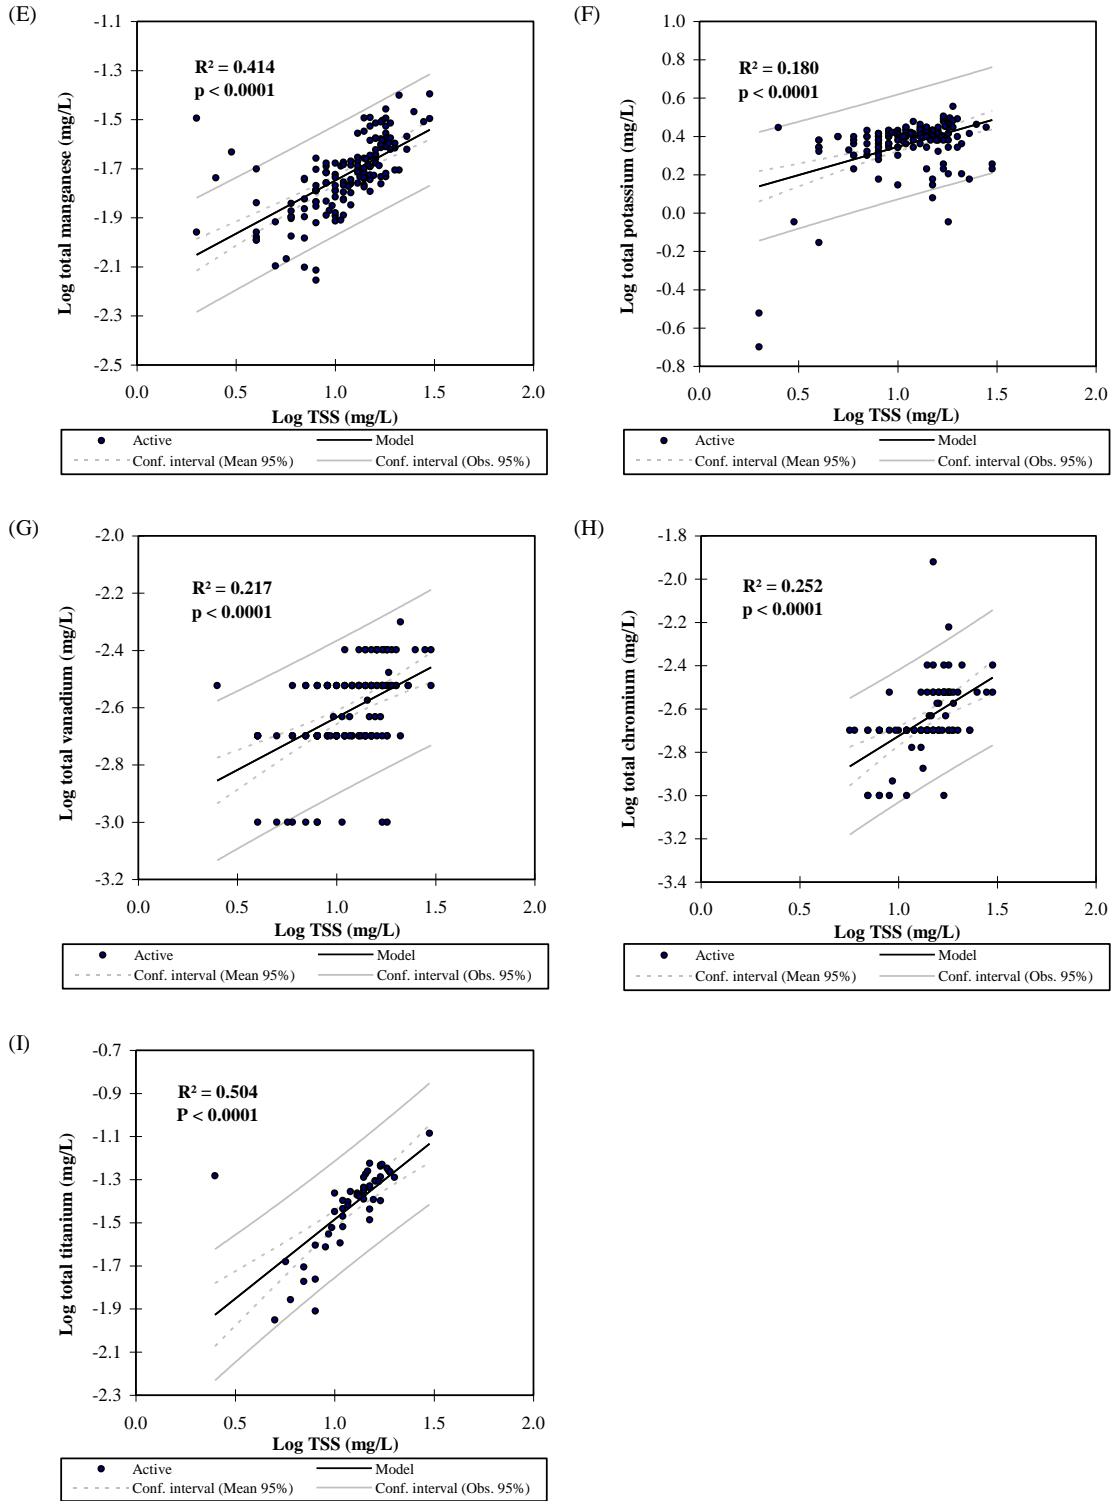 (E)
-1.1
-1.3
-1.5
-1.7
-1.9
-2.1
-2.3
-2.5
Log total manganese (mg/L)
R² = 0.414
p < 0.0001
0.0 0.5 1.0 1.5 2.0
Log TSS (mg/L)
Active Model
Conf. interval (Mean 95%) Conf. interval (Obs. 95%)
(F)
1.0
0.8
0.6
0.4
0.2
0.0
-0.2
-0.4
-0.6
-0.8
Log total potassium (mg/L)
R² = 0.180
p < 0.0001
0.0 0.5 1.0 1.5 2.0
Log TSS (mg/L)
Active Model
Conf. interval (Mean 95%) Conf. interval (Obs. 95%)
(G)
-2.0
-2.2
-2.4
-2.6
-2.8
-3.0
-3.2
Log total vanadium (mg/L)
R² = 0.217
p < 0.0001
0.0 0.5 1.0 1.5 2.0
Log TSS (mg/L)
Active Model
Conf. interval (Mean 95%) Conf. interval (Obs. 95%)
(H)
-1.8
-2.0
-2.2
-2.4
-2.6
-2.8
-3.0
-3.2
-3.4
Log total chromium (mg/L)
R² = 0.252
p < 0.0001
0.0 0.5 1.0 1.5 2.0
Log TSS (mg/L)
Active Model
Conf. interval (Mean 95%) Conf. interval (Obs. 95%)
(I)
-0.7
-0.9
-1.1
-1.3
-1.5
-1.7
-1.9
-2.1
-2.3
Log total titanium (mg/L)
R² = 0.504
P < 0.0001
0.0 0.5 1.0 1.5 2.0
Log TSS (mg/L)
Active Model
Conf. interval (Mean 95%) Conf. interval (Obs. 95%)